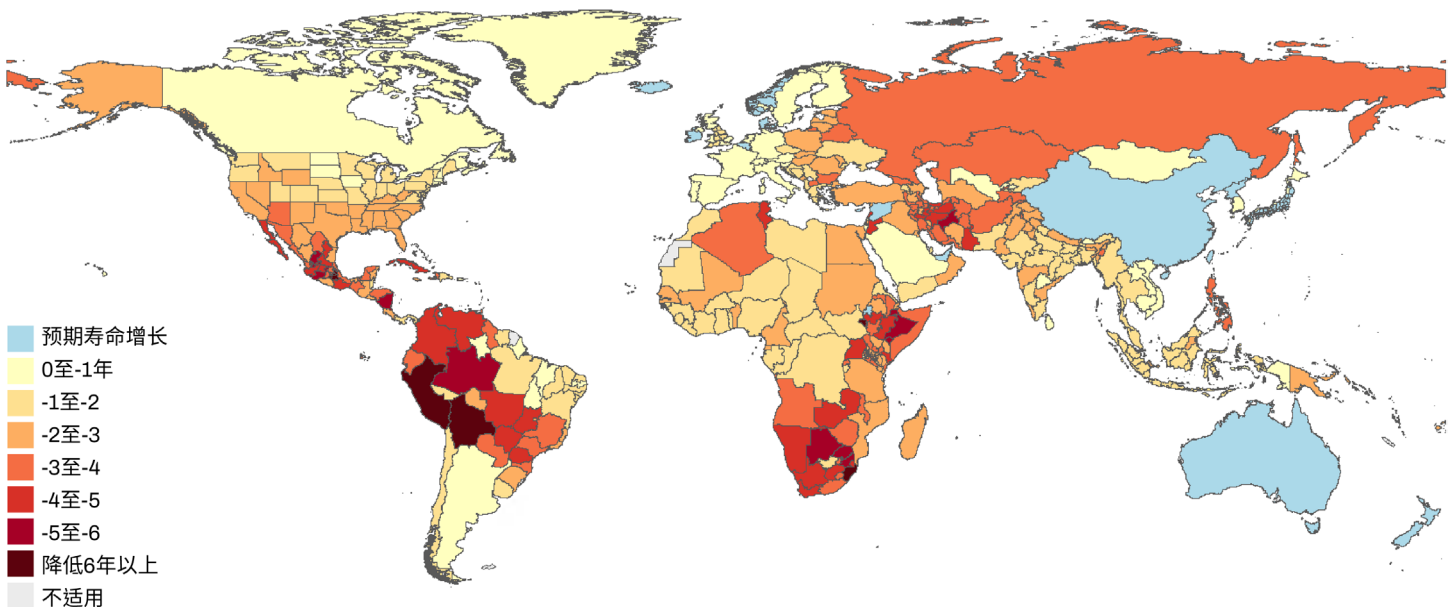 预期寿命增长
0至-1年
-1至-2
-2至-3
-3至-4
-4至-5
-5至-6
降低6年以上
不适用